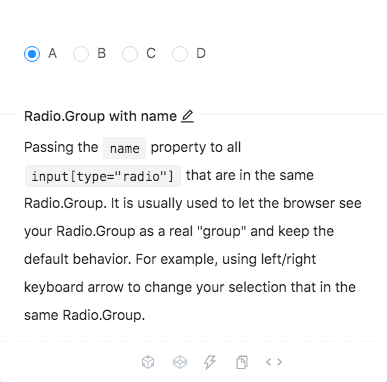 A B C D
Radio.Group with name
Passing the name property to all
input[type="radio"] that are in the same
Radio.Group. It is usually used to let the browser see
your Radio.Group as a real "group" and keep the
default behavior. For example, using left/right
keyboard arrow to change your selection that in the
same Radio.Group.